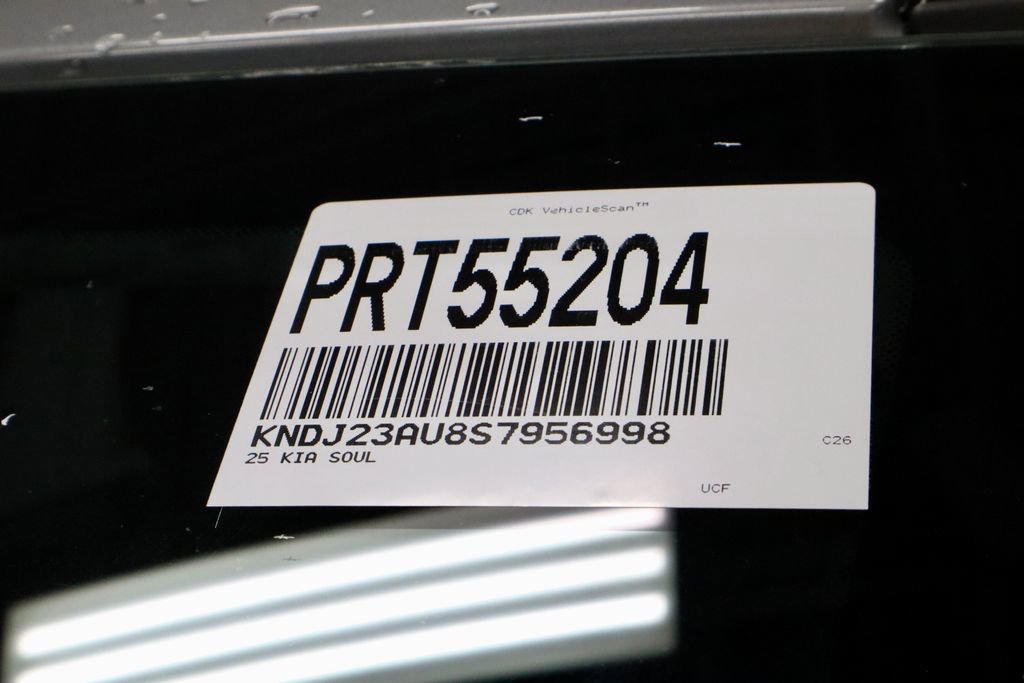 CDK VehicleScan™
PRT55204
KNDJ23AU8S7956998
25 KIA SOUL
C26
UCF